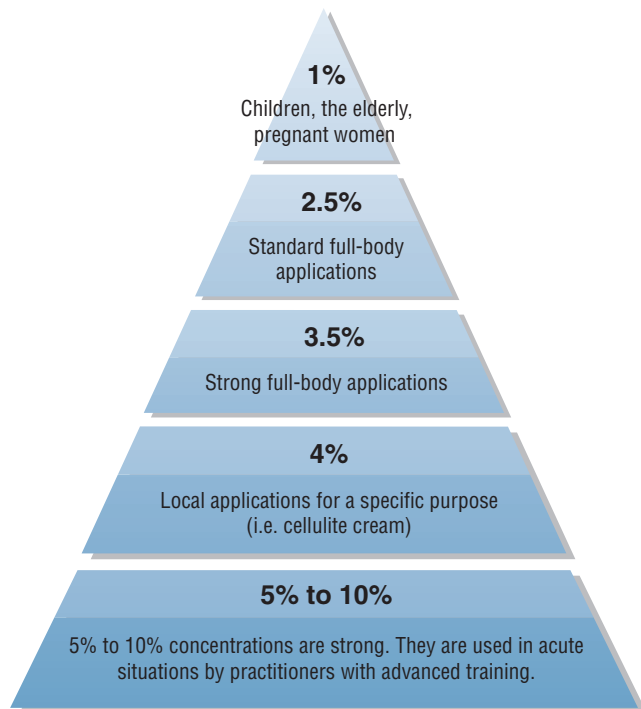 1%
Children, the elderly,
pregnant women
2.5%
Standard full-body
applications
3.5%
Strong full-body applications
4%
Local applications for a specific purpose
(i.e. cellulite cream)
5% to 10%
5% to 10% concentrations are strong. They are used in acute
situations by practitioners with advanced training.